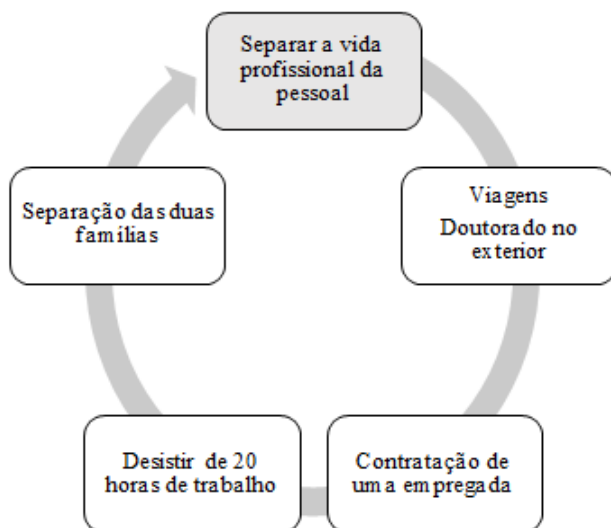 Separar a vida
profissional da
pessoal
Viagens
Doutorado no
exterior
Contratação de
uma empregada
Desistir de 20
horas de trabalho
Separação das duas
famílias